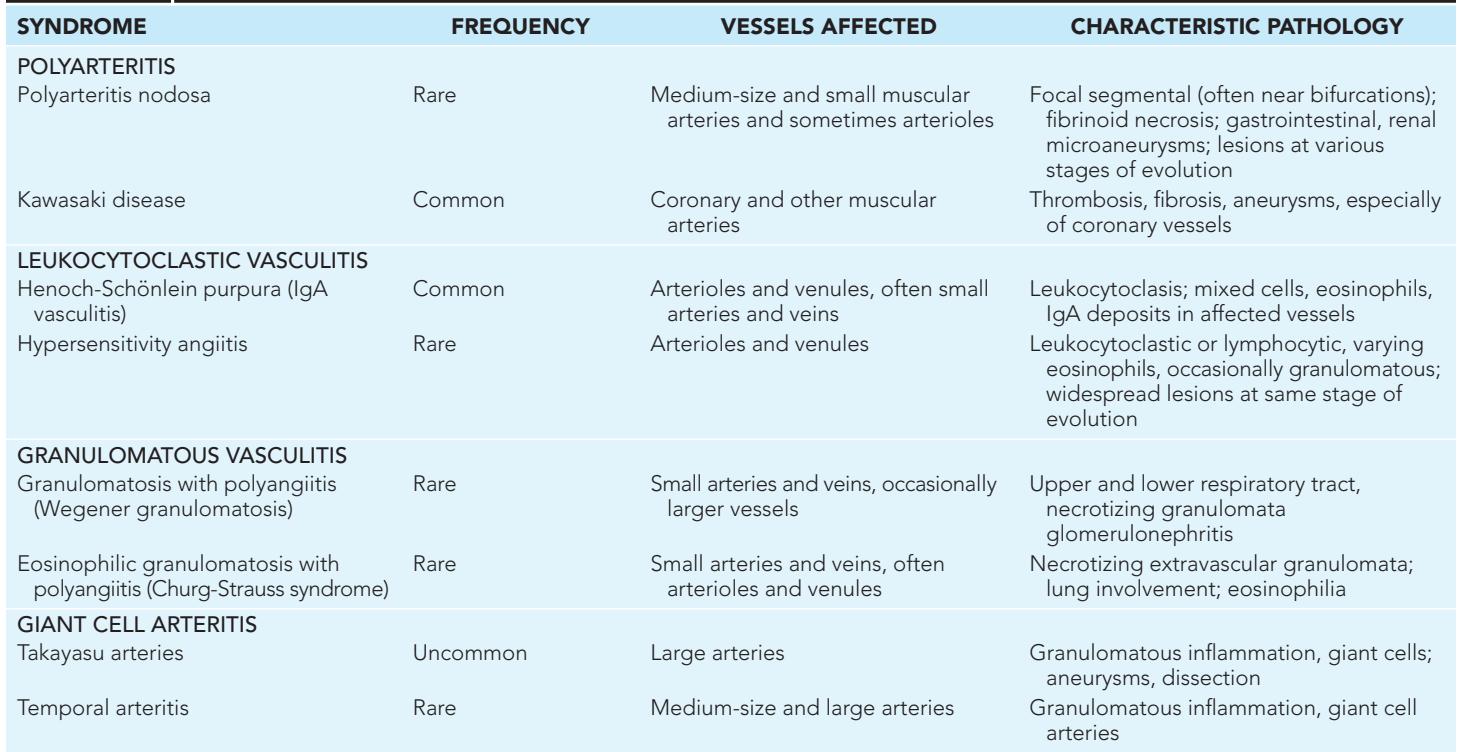 SYNDROME FREQUENCY VESSELS AFFECTED CHARACTERISTIC PATHOLOGY
POLYARTERITIS
Polyarteritis nodosa Rare Medium-size and small muscular Focal segmental (often near bifurcations);
arteries and sometimes arterioles fibrinoid necrosis; gastrointestinal, renal
microaneurysms; lesions at various
stages of evolution
Kawasaki disease Common Coronary and other muscular Thrombosis, fibrosis, aneurysms, especially
arteries of coronary vessels
LEUKOCYTOCLASTIC VASCULITIS
Henoch-Schönlein purpura (IgA Common Arterioles and venules, often small Leukocytoclasis; mixed cells, eosinophils,
vasculitis) arteries and veins IgA deposits in affected vessels
Hypersensitivity angiitis Rare Arterioles and venules Leukocytoclastic or lymphocytic, varying
eosinophils, occasionally granulomatous;
widespread lesions at same stage of
evolution
GRANULOMATOUS VASCULITIS
Granulomatosis with polyangiitis Rare Small arteries and veins, occasionally Upper and lower respiratory tract,
(Wegener granulomatosis) larger vessels necrotizing granulomata
glomerulonephritis
Eosinophilic granulomatosis with Rare Small arteries and veins, often Necrotizing extravascular granulomata;
polyangiitis (Churg-Strauss syndrome) arterioles and venules lung involvement; eosinophilia
GIANT CELL ARTERITIS
Takayasu arteries Uncommon Large arteries Granulomatous inflammation, giant cells;
aneurysms, dissection
Temporal arteritis Rare Medium-size and large arteries Granulomatous inflammation, giant cell
arteries